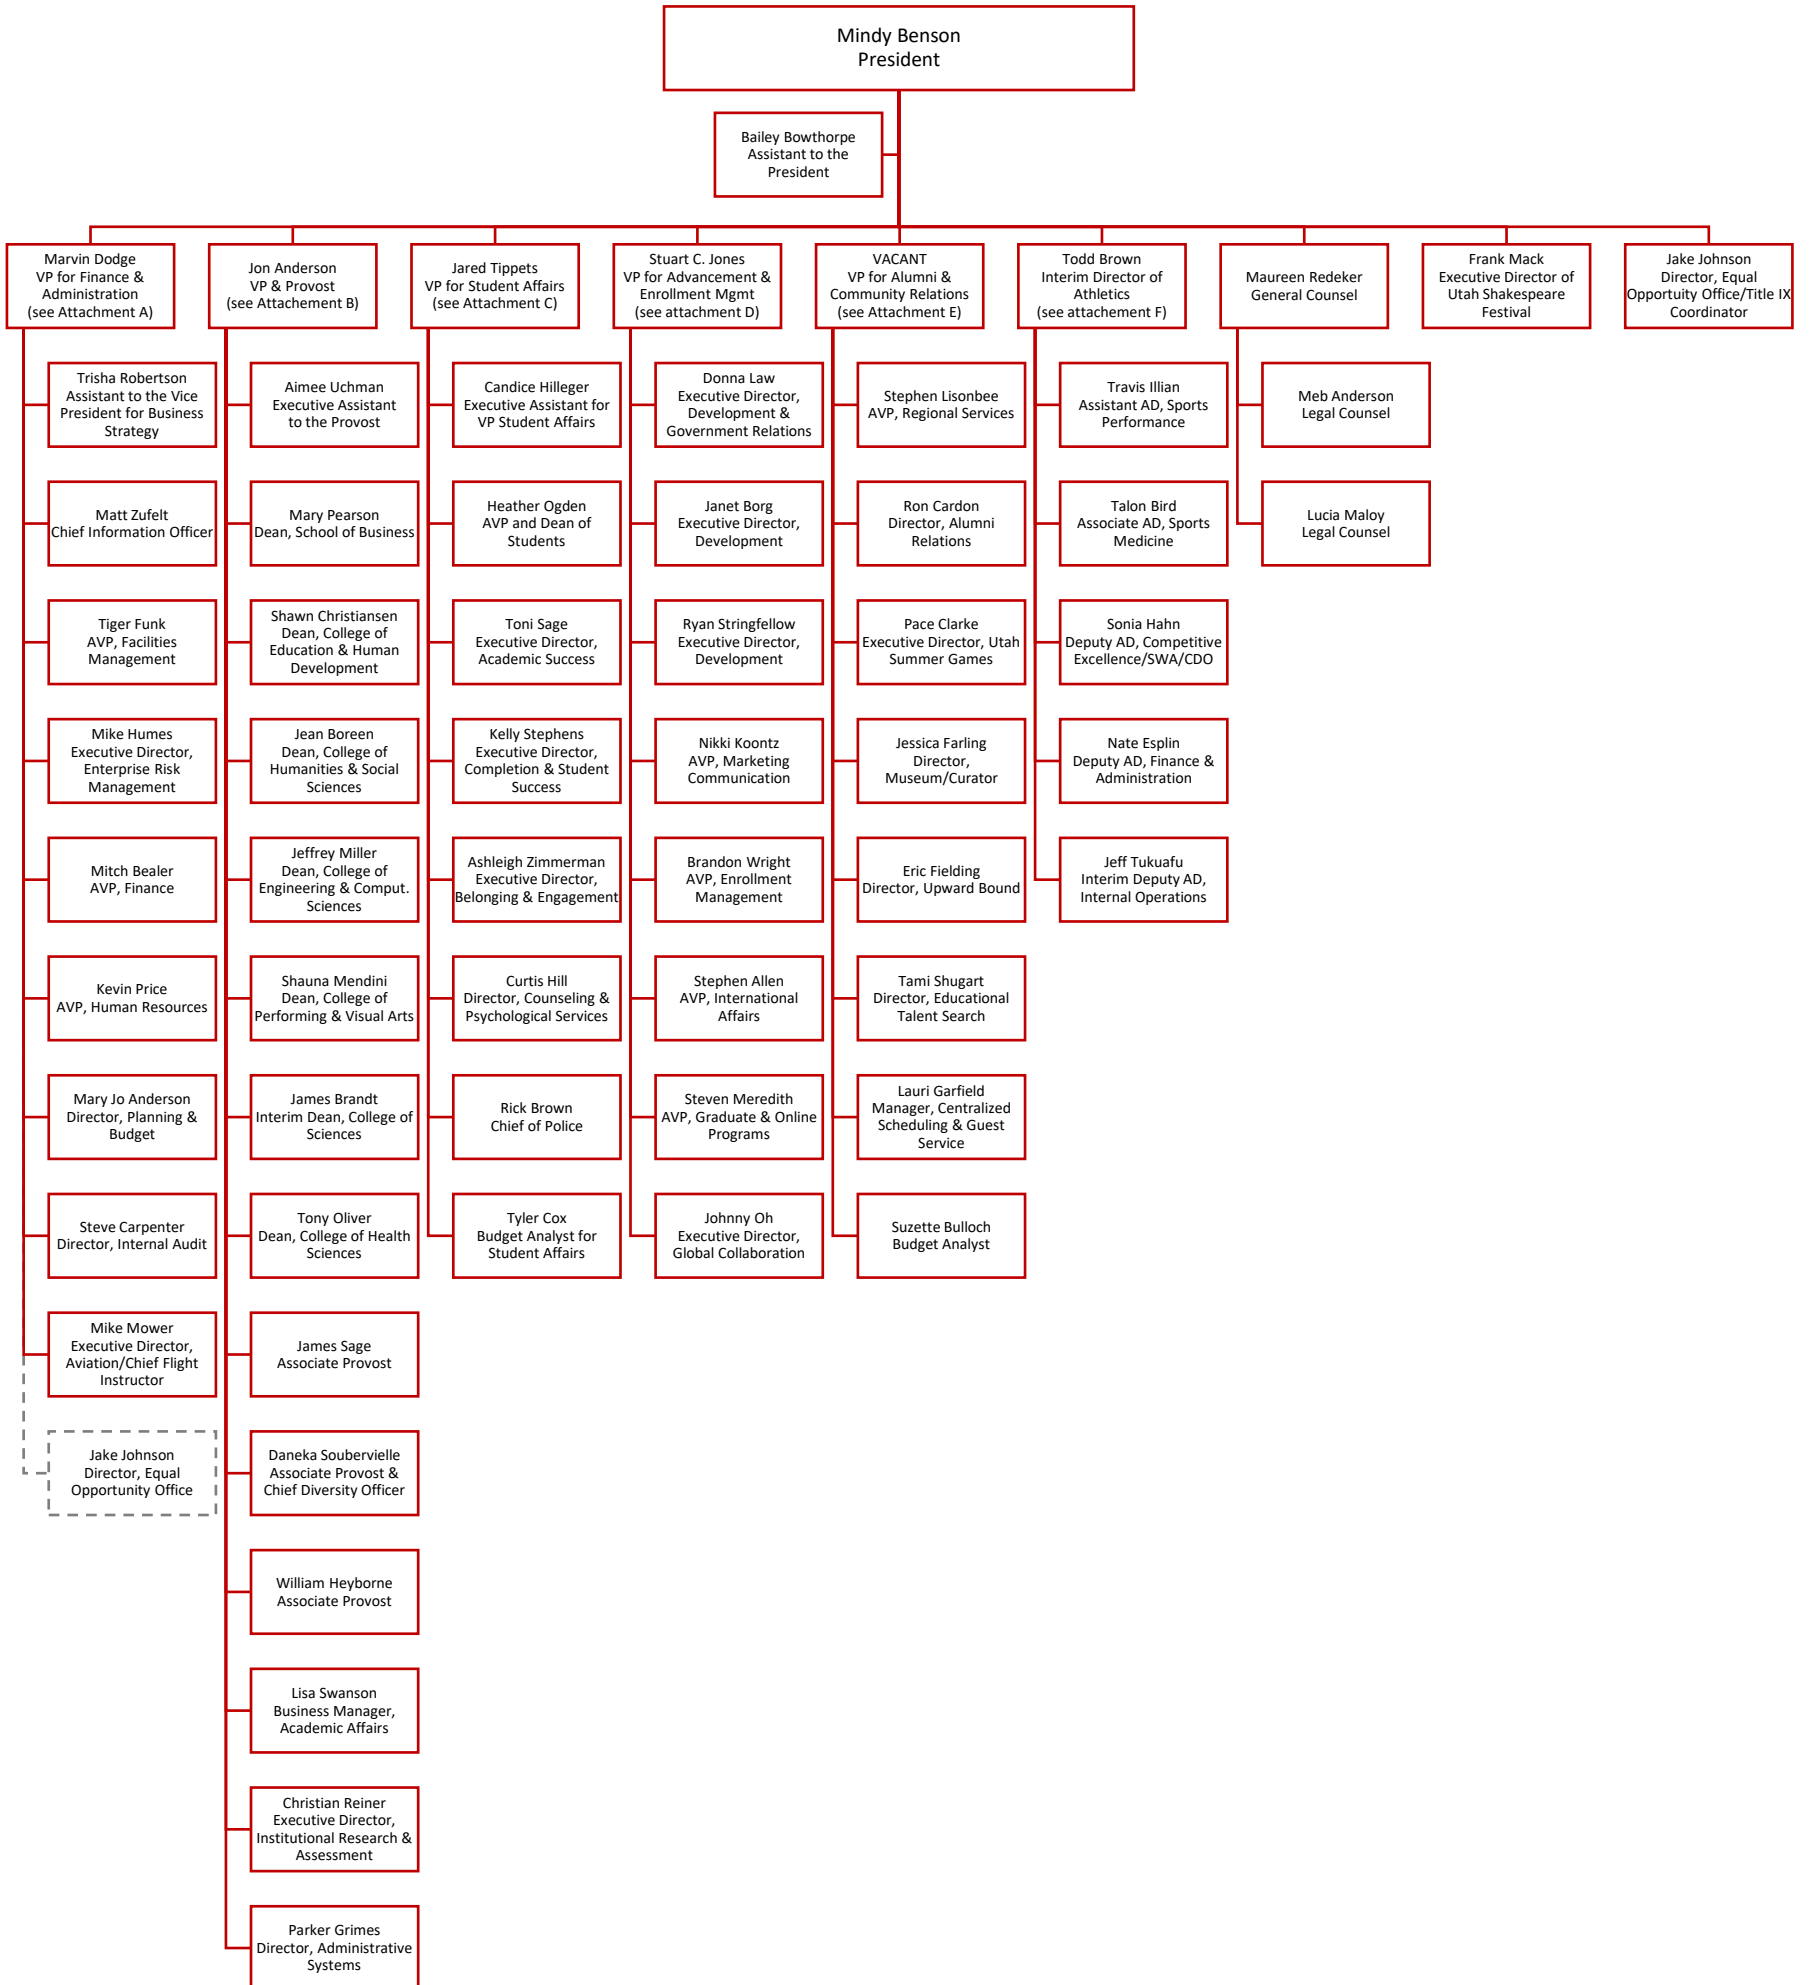 Mindy Benson
President
Bailey Bowthorpe
Assistant to the
President
Marvin Dodge
VP for Finance &
Administration
(see Attachment A)
Jon Anderson
VP & Provost
(see Attachement B)
Jared Tippets
VP for Student Affairs
(see Attachment C)
Stuart C. Jones
VP for Advancement &
Enrollment Mgmt
(see attachment D)
VACANT
VP for Alumni &
Community Relations
(see Attachment E)
Todd Brown
Interim Director of
Athletics
(see attachement F)
Maureen Redeker
General Counsel
Frank Mack
Executive Director of
Utah Shakespeare
Festival
Jake Johnson
Director, Equal
Opportuity Office/Title IX
Coordinator
Trisha Robertson
Assistant to the Vice
President for Business
Strategy
Matt Zufelt
Chief Information Officer
Tiger Funk
AVP, Facilities
Management
Mike Humes
Executive Director,
Enterprise Risk
Management
Mitch Bealer
AVP, Finance
Kevin Price
AVP, Human Resources
Mary Jo Anderson
Director, Planning &
Budget
Steve Carpenter
Director, Internal Audit
Mike Mower
Executive Director,
Aviation/Chief Flight
Instructor
Jake Johnson
Director, Equal
Opportunity Office
Aimee Uchman
Executive Assistant
to the Provost
Mary Pearson
Dean, School of Business
Shawn Christiansen
Dean, College of
Education & Human
Development
Jean Boreen
Dean, College of
Humanities & Social
Sciences
Jeffrey Miller
Dean, College of
Engineering & Comput.
Sciences
Shauna Mendini
Dean, College of
Performing & Visual Arts
James Brandt
Interim Dean, College of
Sciences
Tony Oliver
Dean, College of Health
Sciences
James Sage
Associate Provost
Daneka Soubervielle
Associate Provost &
Chief Diversity Officer
William Heyborne
Associate Provost
Lisa Swanson
Business Manager,
Academic Affairs
Christian Reiner
Executive Director,
Institutional Research &
Assessment
Parker Grimes
Director, Administrative
Systems
Candice Hilleger
Executive Assistant for
VP Student Affairs
Heather Ogden
AVP and Dean of
Students
Toni Sage
Executive Director,
Academic Success
Kelly Stephens
Executive Director,
Completion & Student
Success
Ashleigh Zimmerman
Executive Director,
Belonging & Engagement
Curtis Hill
Director, Counseling &
Psychological Services
Rick Brown
Chief of Police
Tyler Cox
Budget Analyst for
Student Affairs
Donna Law
Executive Director,
Development &
Government Relations
Janet Borg
Executive Director,
Development
Ryan Stringfellow
Executive Director,
Development
Nikki Koontz
AVP, Marketing
Communication
Brandon Wright
AVP, Enrollment
Management
Stephen Allen
AVP, International
Affairs
Steven Meredith
AVP, Graduate & Online
Programs
Johnny Oh
Executive Director,
Global Collaboration
Stephen Lisonbee
AVP, Regional Services
Ron Cardon
Director, Alumni
Relations
Pace Clarke
Executive Director, Utah
Summer Games
Jessica Farling
Director,
Museum/Curator
Eric Fielding
Director, Upward Bound
Tami Shugart
Director, Educational
Talent Search
Lauri Garfield
Manager, Centralized
Scheduling & Guest
Service
Suzette Bulloch
Budget Analyst
Travis Illian
Assistant AD, Sports
Performance
Talon Bird
Associate AD, Sports
Medicine
Sonia Hahn
Deputy AD, Competitive
Excellence/SWA/CDO
Nate Esplin
Deputy AD, Finance &
Administration
Jeff Tukuafu
Interim Deputy AD,
Internal Operations
Meb Anderson
Legal Counsel
Lucia Maloy
Legal Counsel